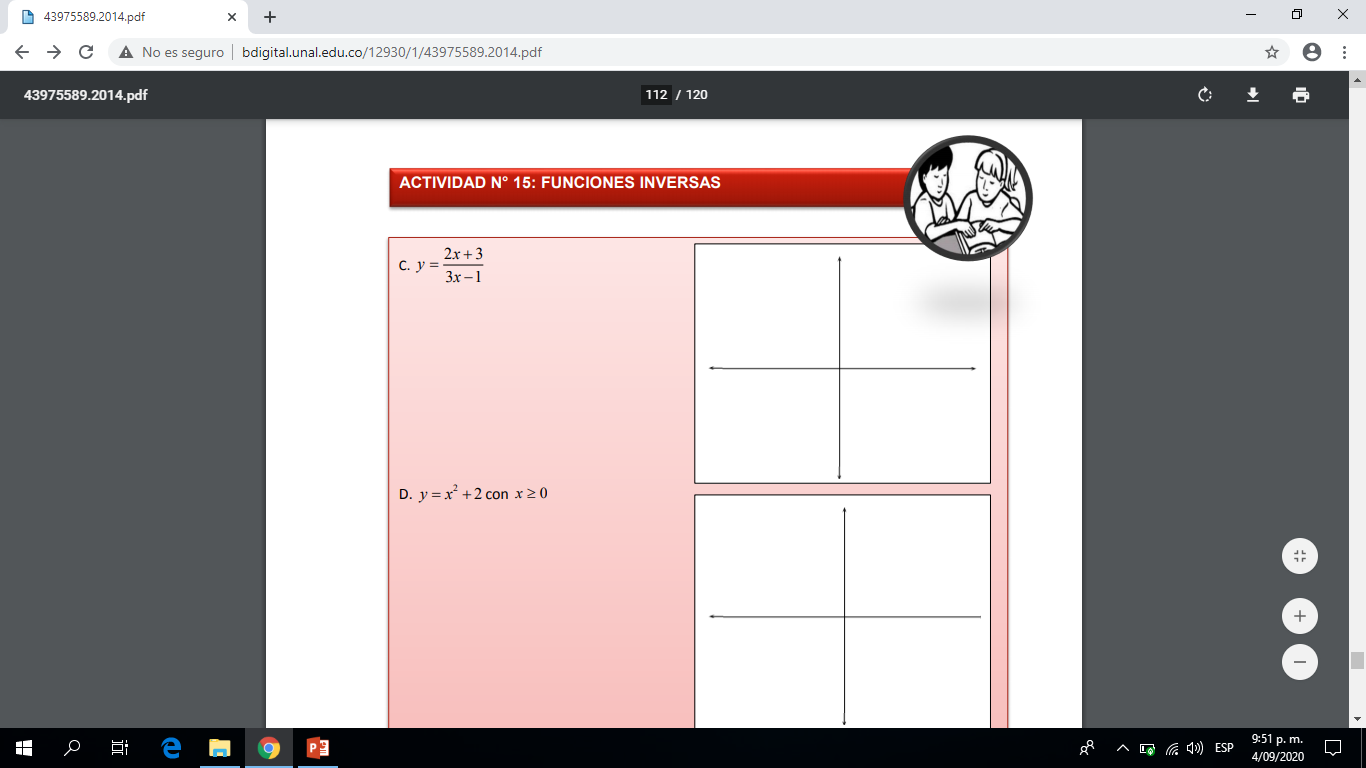 43975589.2014.pdf
No es seguro | bdigital.unal.edu.co/12930/1/43975589.2014.pdf
43975589.2014.pdf
112 / 120
ACTIVIDAD N° 15: FUNCIONES INVERSAS
C. y = (2x + 3)/(3x − 1)
D. y = x² + 2 con x ≥ 0
ESP
9:51 p. m.
4/09/2020